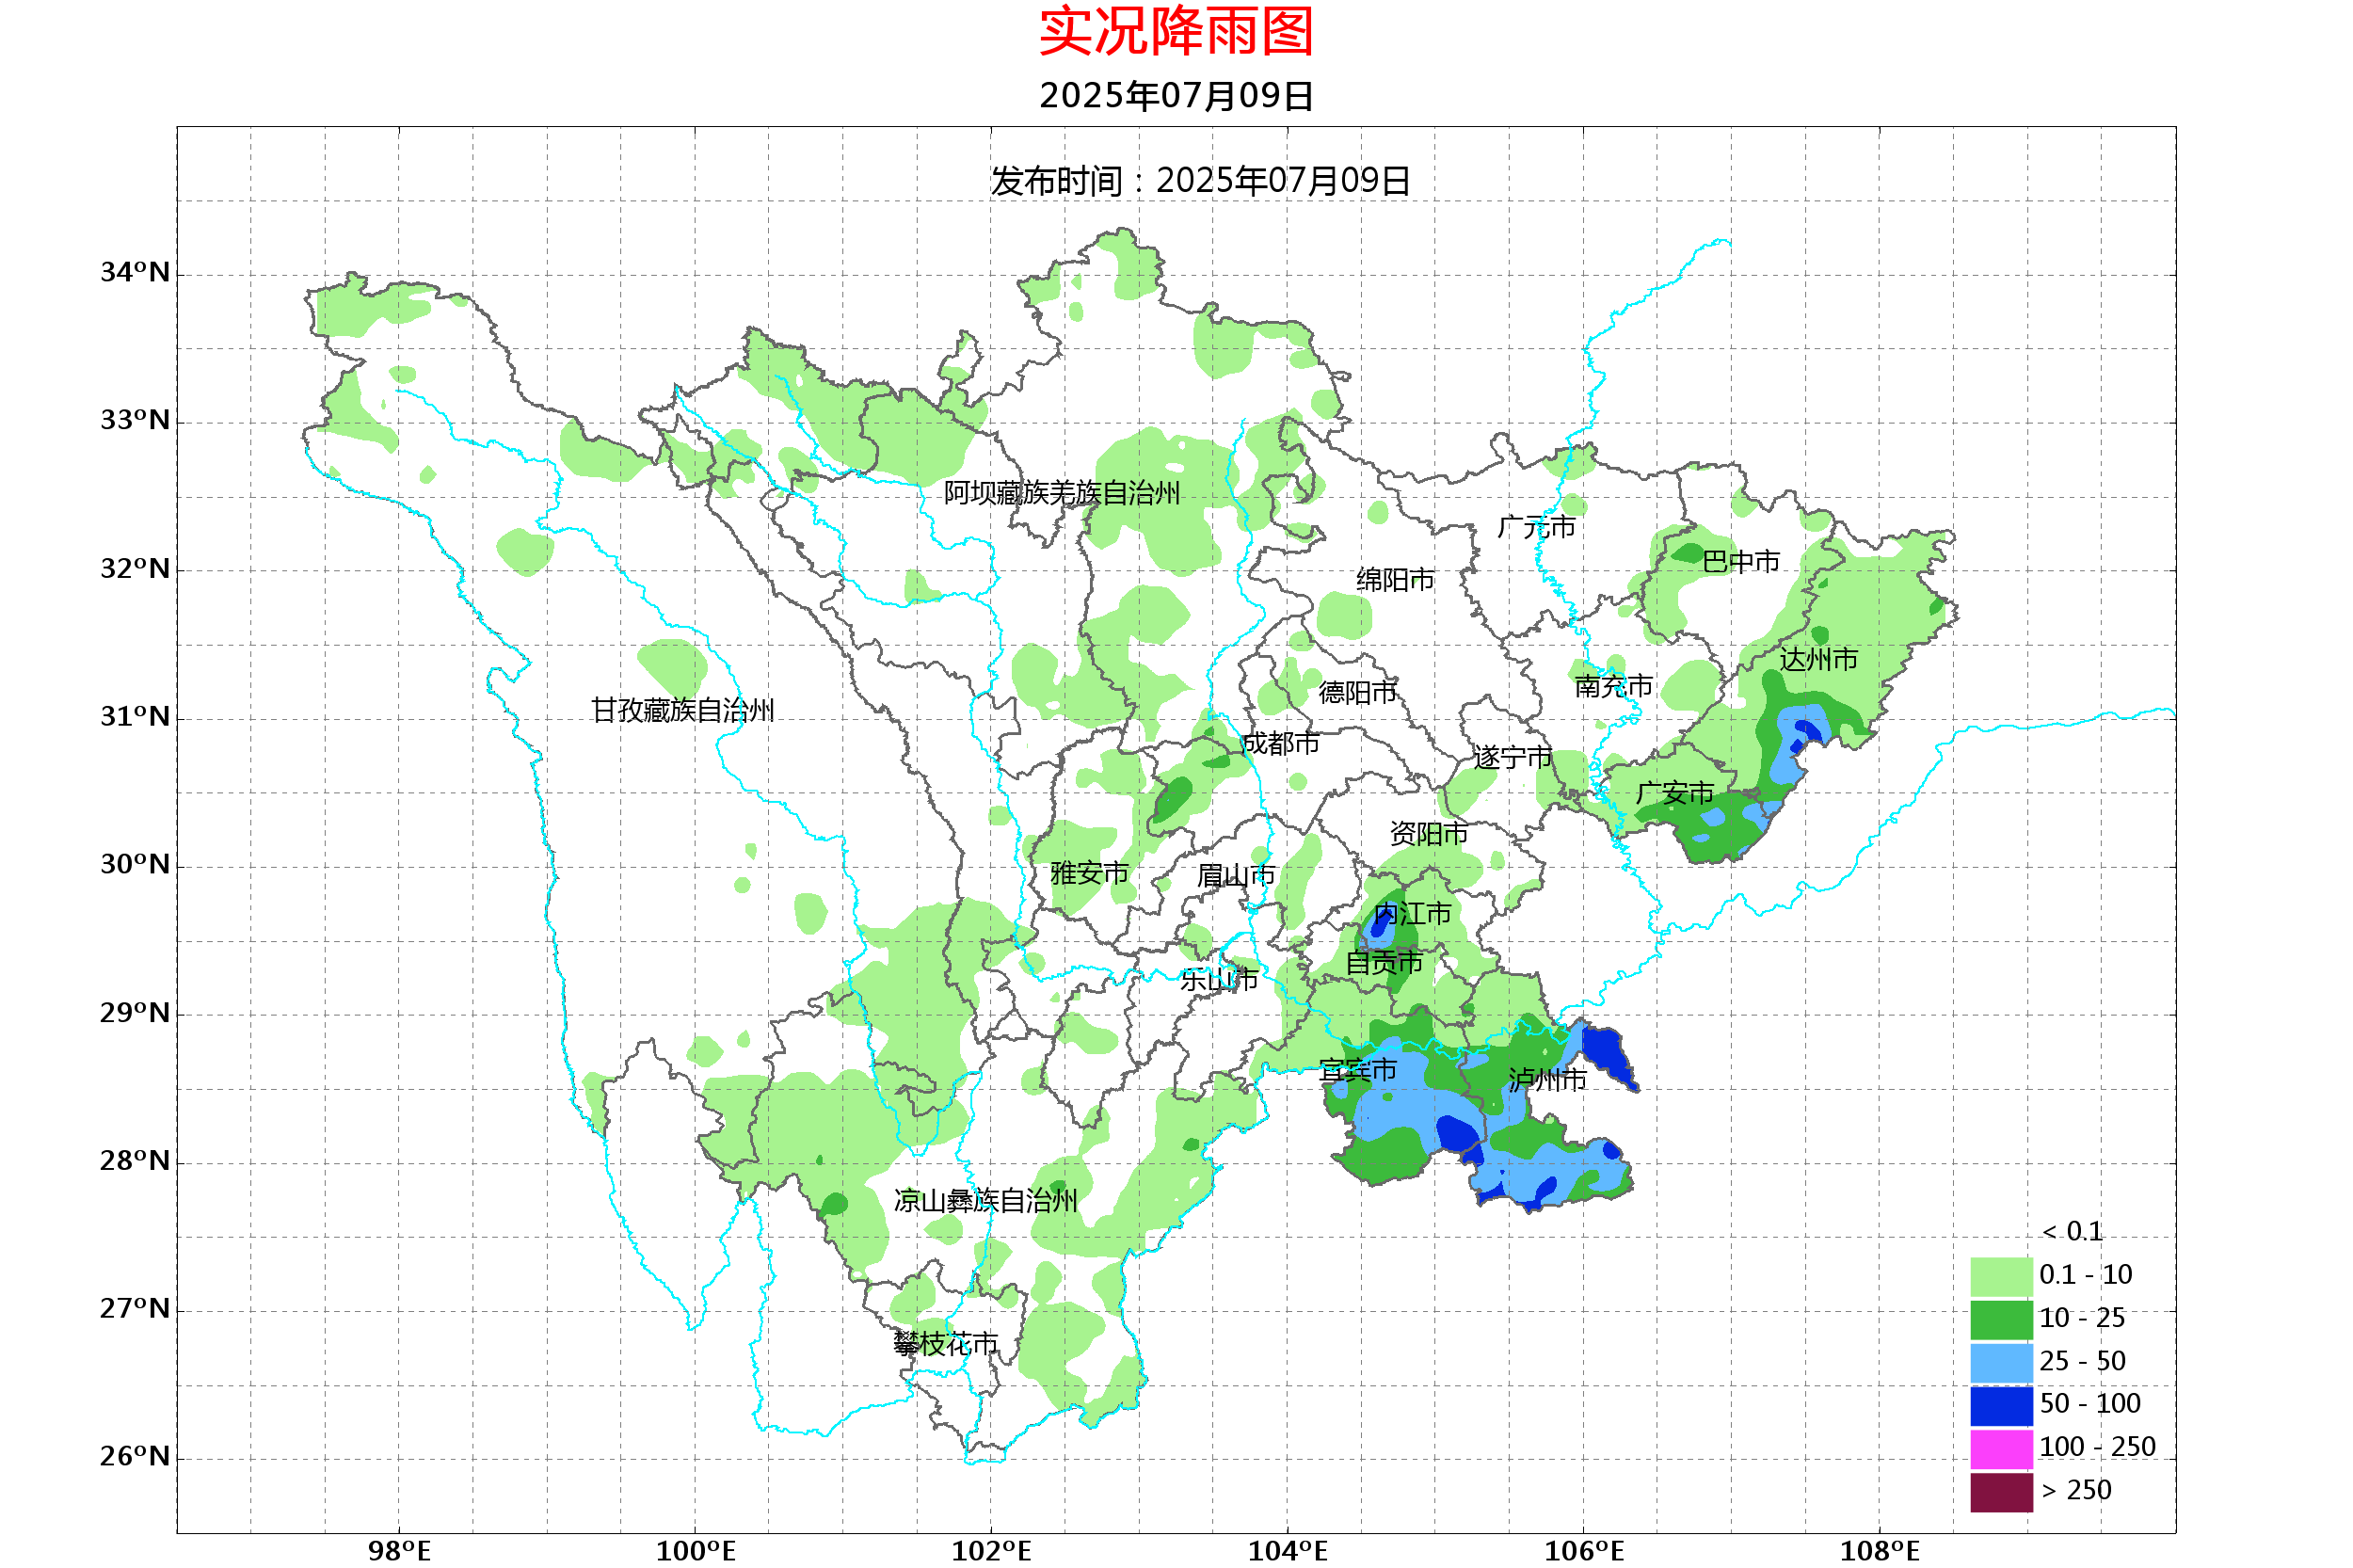 实况降雨图
2025年07月09日
发布时间：2025年07月09日
34°N
33°N
32°N
31°N
30°N
29°N
28°N
27°N
26°N
阿坝藏族羌族自治州
广元市
巴中市
绵阳市
达州市
南充市
德阳市
甘孜藏族自治州
成都市
遂宁市
广安市
资阳市
雅安市
眉山市
内江市
自贡市
乐山市
宜宾市
泸州市
凉山彝族自治州
攀枝花市
< 0.1
0.1 - 10
10 - 25
25 - 50
50 - 100
100 - 250
> 250
98°E
100°E
102°E
104°E
106°E
108°E